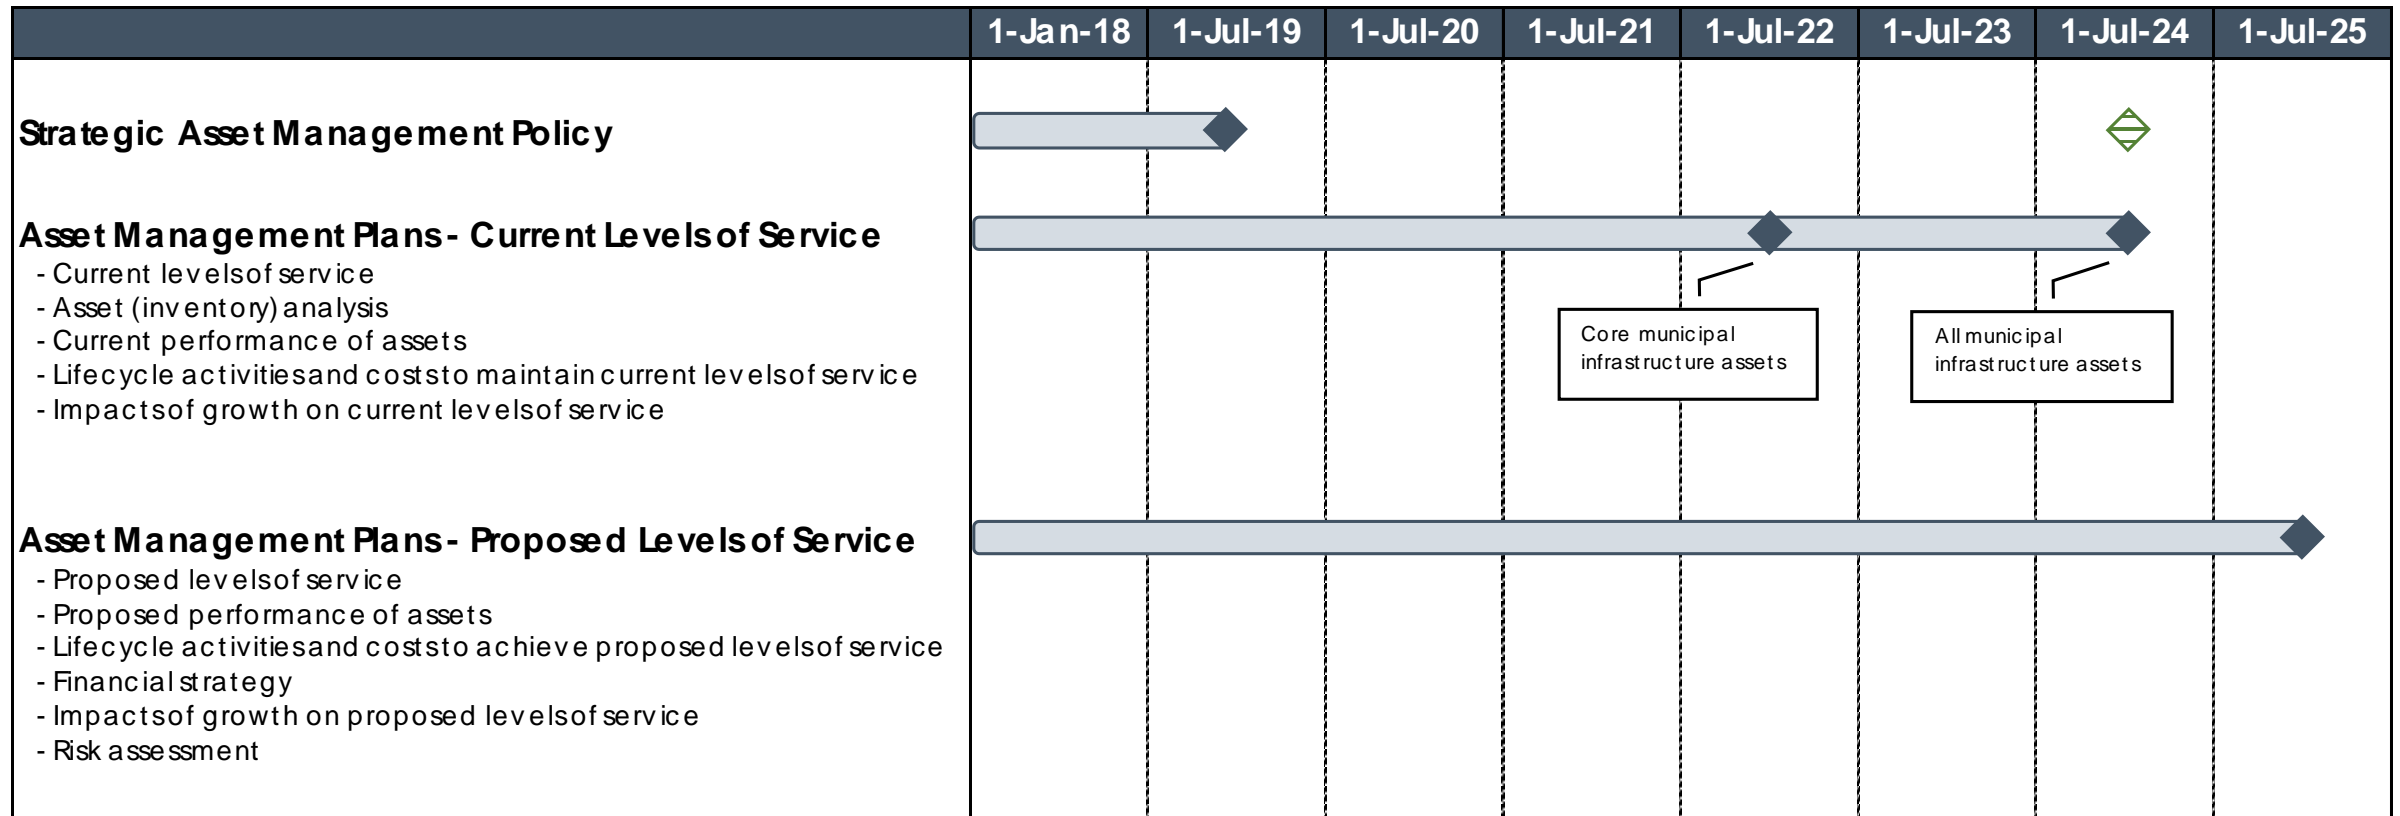 1-Jan-18 1-Jul-19 1-Jul-20 1-Jul-21 1-Jul-22 1-Jul-23 1-Jul-24 1-Jul-25
Strategic Asset Management Policy
Asset Management Plans - Current Levels of Service
- Current levels of service
- Asset (inventory) analysis
- Current performance of assets
- Lifecycle activities and costs to maintain current levels of service
- Impacts of growth on current levels of service
Core municipal
infrastructure assets
All municipal
infrastructure assets
Asset Management Plans - Proposed Levels of Service
- Proposed levels of service
- Proposed performance of assets
- Lifecycle activities and costs to achieve proposed levels of service
- Financial strategy
- Impacts of growth on proposed levels of service
- Risk assessment